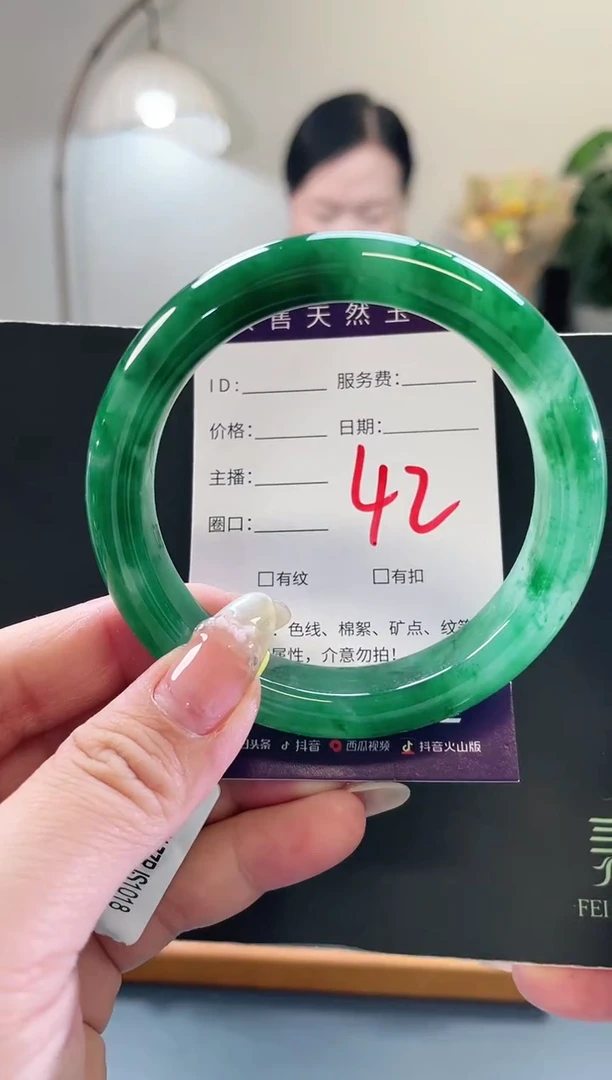 售天然玉
ID: 服务费:
价格: 日期:
主播:
42
圈口:
□有纹 □有扣
色线、棉絮、矿点、纹
属性，介意勿拍!
头条 抖音 西瓜视频 抖音火山版
JS1018
FEI